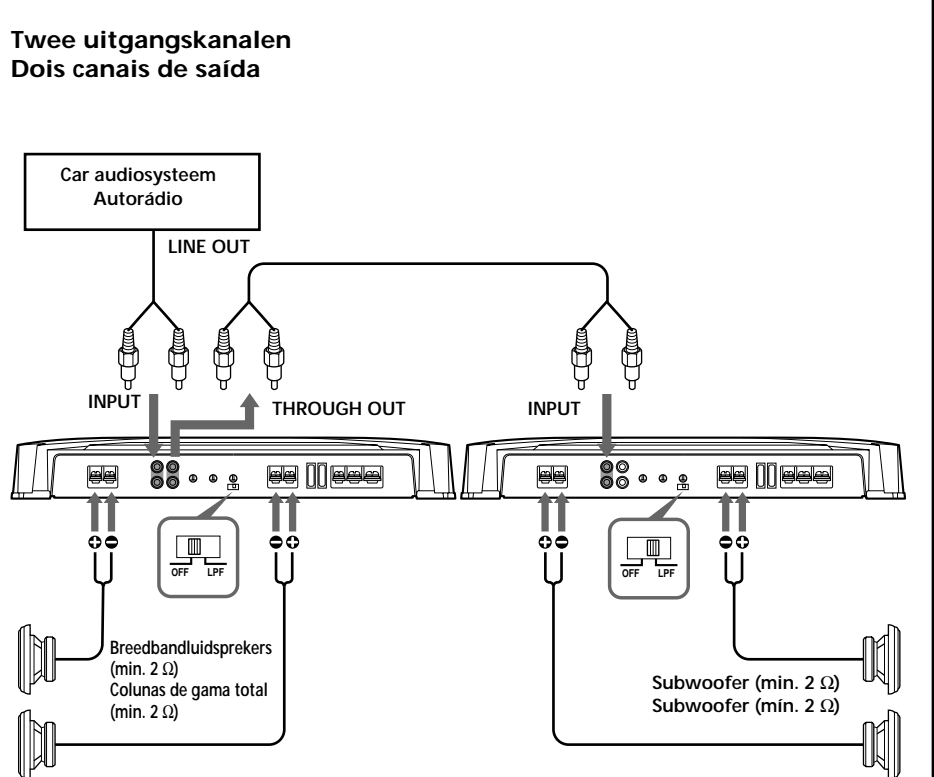 Twee uitgangskanalen
Dois canais de saída
Car audiosysteem
Autorádio
LINE OUT
INPUT
THROUGH OUT
INPUT
OFF LPF
OFF LPF
Breedbandluidsprekers
(min. 2 Ω)
Colunas de gama total
(min. 2 Ω)
Subwoofer (min. 2 Ω)
Subwoofer (mín. 2 Ω)